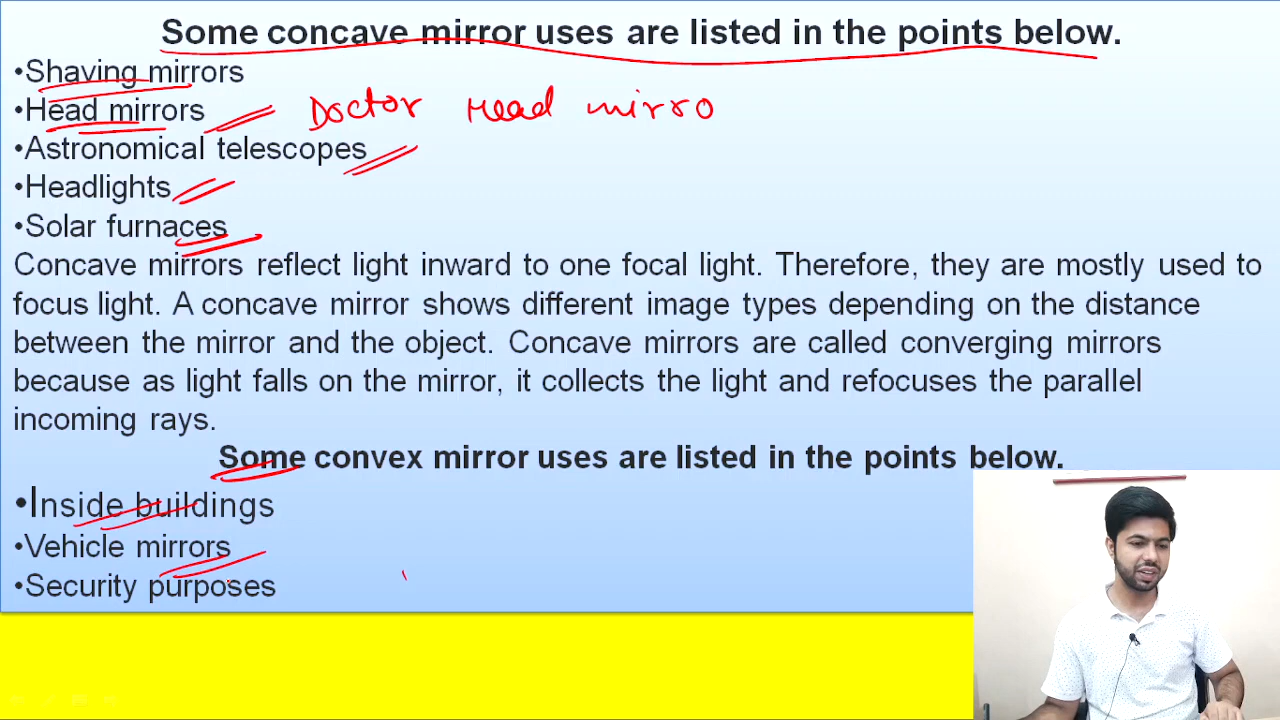 Some concave mirror uses are listed in the points below.
•Shaving mirrors
•Head mirrors Doctor Head mirro
•Astronomical telescopes
•Headlights
•Solar furnaces
Concave mirrors reflect light inward to one focal light. Therefore, they are mostly used to
focus light. A concave mirror shows different image types depending on the distance
between the mirror and the object. Concave mirrors are called converging mirrors
because as light falls on the mirror, it collects the light and refocuses the parallel
incoming rays.
Some convex mirror uses are listed in the points below.
•Inside buildings
•Vehicle mirrors
•Security purposes